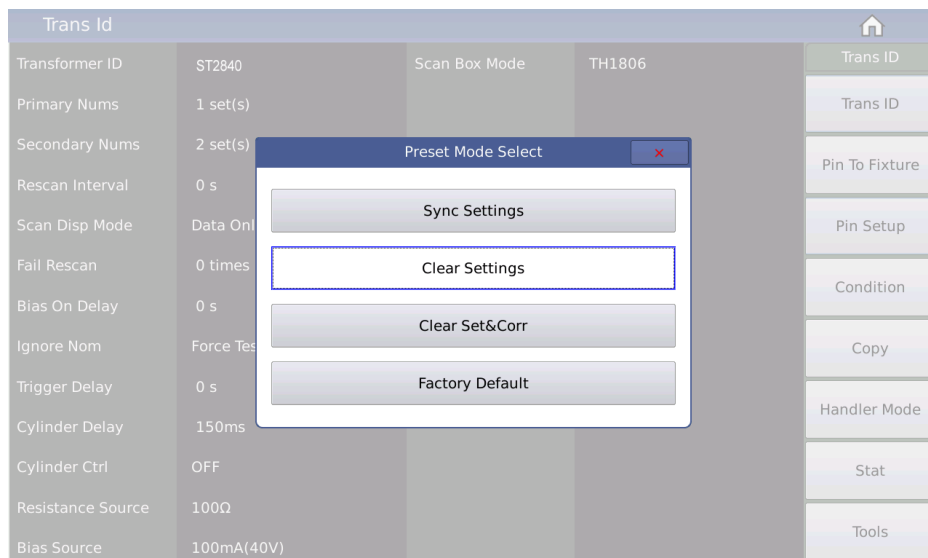 Trans Id
Transformer ID ST2840 Scan Box Mode TH1806 Trans ID
Primary Nums 1 set(s) Trans ID
Secondary Nums 2 set(s)
Preset Mode Select ×
Pin To Fixture
Rescan Interval 0 s
Sync Settings
Scan Disp Mode Data Onl Pin Setup
Fail Rescan 0 times
Clear Settings
Condition
Bias On Delay 0 s
Clear Set&Corr
Ignore Nom Force Tes Copy
Trigger Delay 0 s
Factory Default
Handler Mode
Cylinder Delay 150ms
Cylinder Ctrl OFF Stat
Resistance Source 100Ω
Tools
Bias Source 100mA(40V)